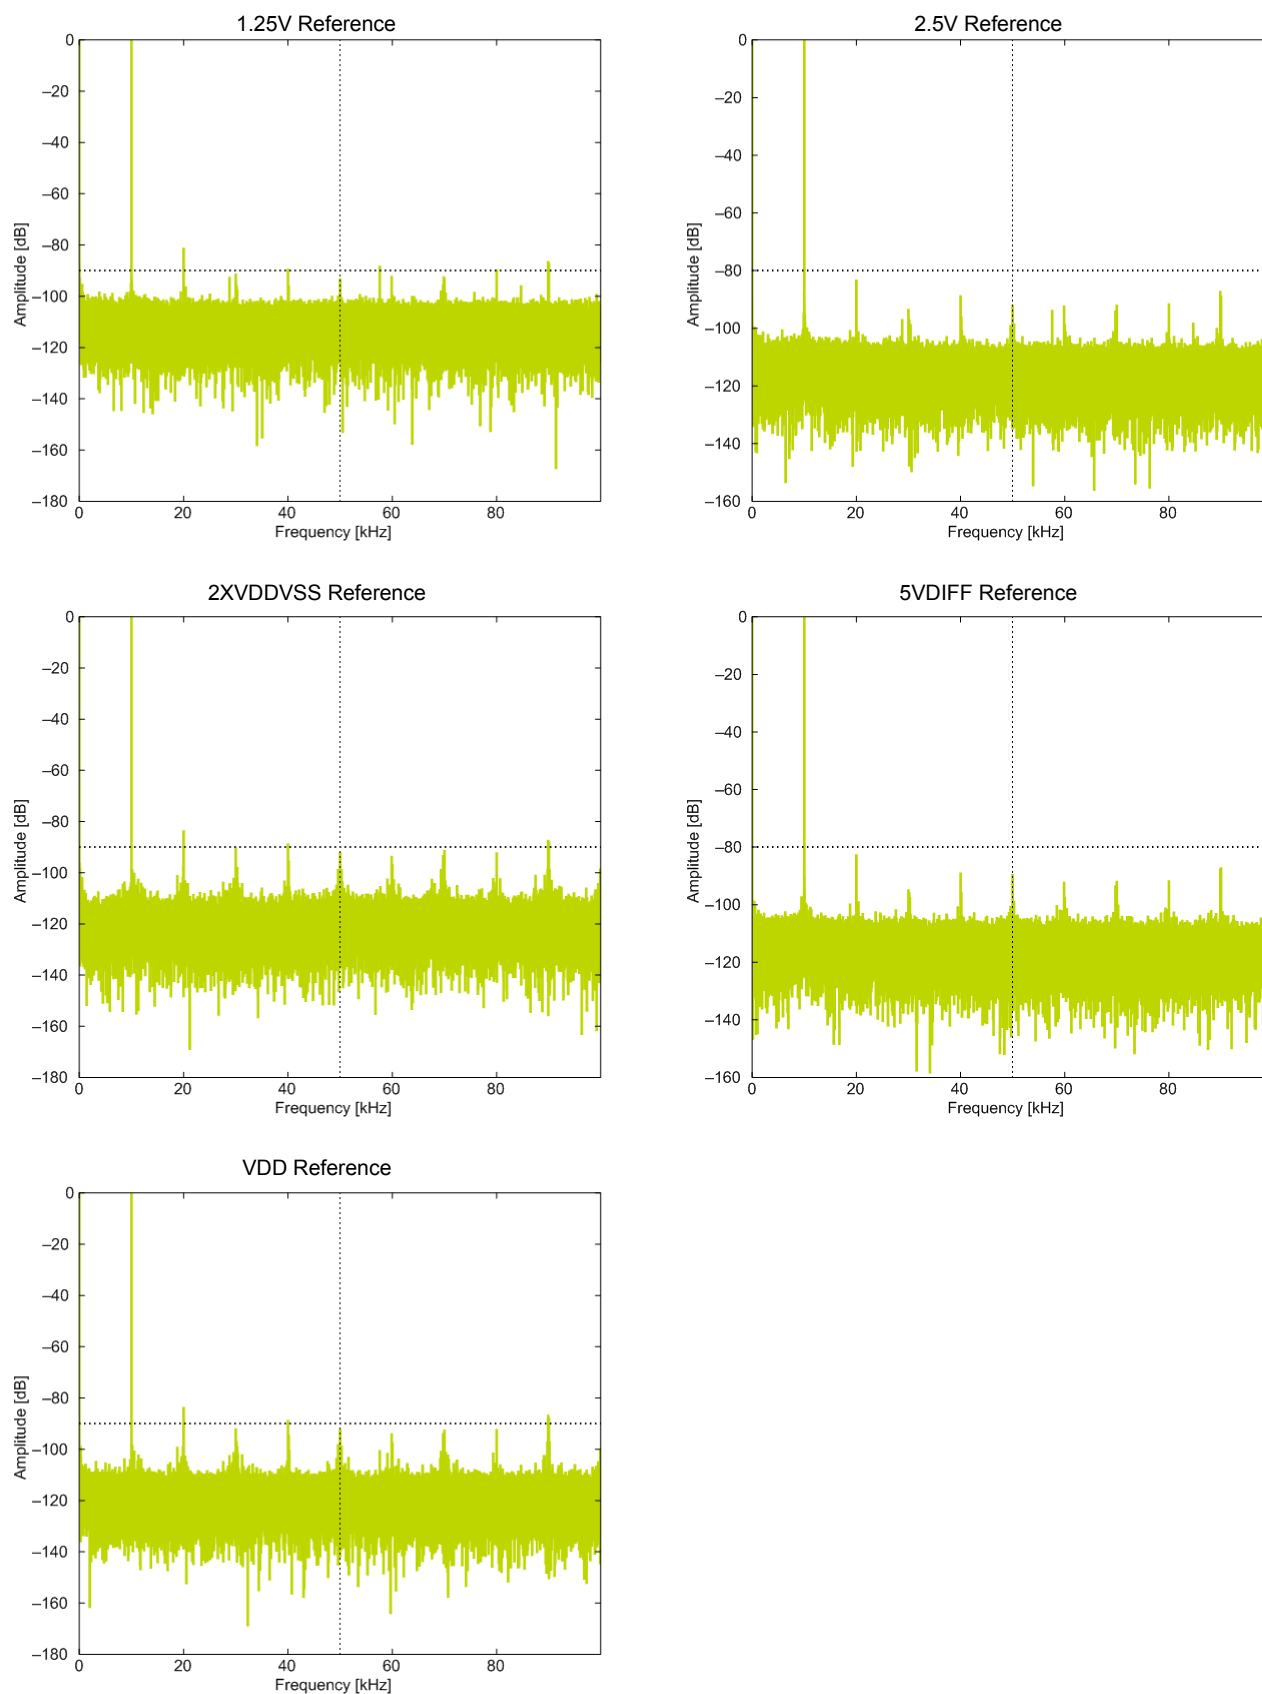 1.25V Reference
2.5V Reference
0
–20
–40
–60
–80
–100
–120
–140
–160
–180
Amplitude [dB]
0 20 40 60 80
Frequency [kHz]
0
–20
–40
–60
–80
–100
–120
–140
–160
Amplitude [dB]
0 20 40 60 80
Frequency [kHz]
2XVDDVSS Reference
5VDIFF Reference
0
–20
–40
–60
–80
–100
–120
–140
–160
–180
Amplitude [dB]
0 20 40 60 80
Frequency [kHz]
0
–20
–40
–60
–80
–100
–120
–140
–160
Amplitude [dB]
0 20 40 60 80
Frequency [kHz]
VDD Reference
0
–20
–40
–60
–80
–100
–120
–140
–160
–180
Amplitude [dB]
0 20 40 60 80
Frequency [kHz]